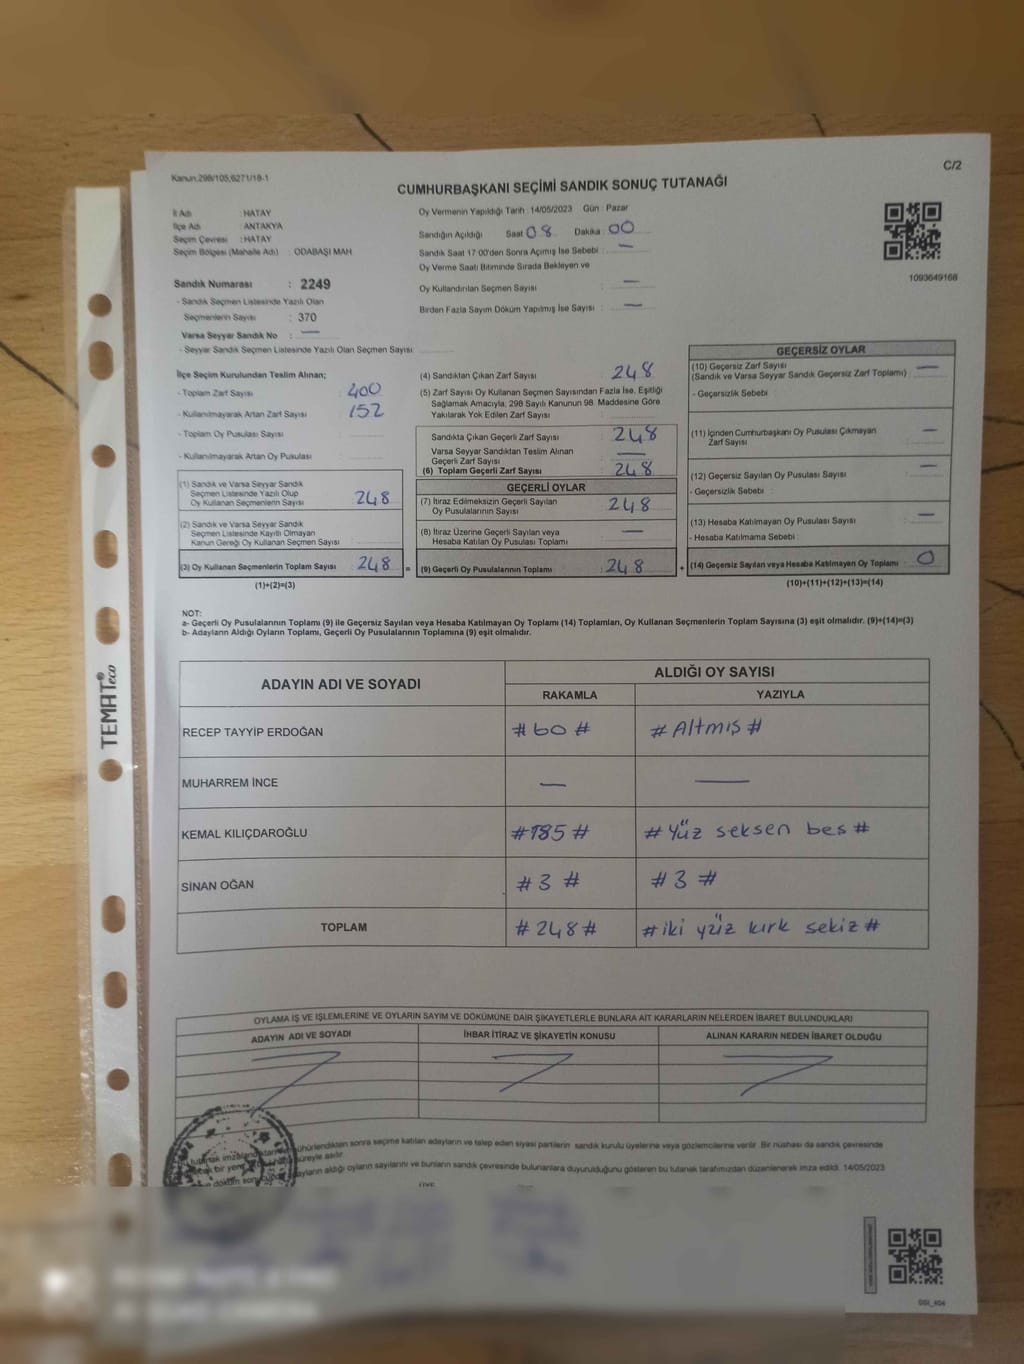 Kanun;298/105,6271/18-1
C/2
CUMHURBAŞKANI SEÇİMİ SANDIK SONUÇ TUTANAĞI
İl Adı : HATAY
İlçe Adı : ANTAKYA
Seçim Çevresi : HATAY
Seçim Bölgesi (Mahalle Adı) : ODABAŞI MAH
Sandık Numarası : 2249
- Sandık Seçmen Listesinde Yazılı Olan
Seçmenlerin Sayısı : 370
Varsa Seyyar Sandık No : —
- Seyyar Sandık Seçmen Listesinde Yazılı Olan Seçmen Sayısı
Oy Vermenin Yapıldığı Tarih : 14/05/2023 Gün : Pazar
Sandığın Açıldığı Saat 08 Dakika 00
Sandık Saat 17:00'den Sonra Açılmış İse Sebebi : —
Oy Verme Saati Bitiminde Sırada Bekleyen ve
Oy Kullandırılan Seçmen Sayısı : —
Birden Fazla Sayım Döküm Yapılmış İse Sayısı : —
1093649168
İlçe Seçim Kurulundan Teslim Alınan;
- Toplam Zarf Sayısı : 400
- Kullanılmayarak Artan Zarf Sayısı : 152
- Toplam Oy Pusulası Sayısı :
- Kullanılmayarak Artan Oy Pusulası :
(1) Sandık ve Varsa Seyyar Sandık
Seçmen Listesinde Yazılı Olup
Oy Kullanan Seçmenlerin Sayısı : 248
(2) Sandık ve Varsa Seyyar Sandık
Seçmen Listesinde Kayıtlı Olmayan
Kanun Gereği Oy Kullanan Seçmen Sayısı :
(3) Oy Kullanan Seçmenlerin Toplam Sayısı : 248 =
(1)+(2)=(3)
(4) Sandıktan Çıkan Zarf Sayısı : 248
(5) Zarf Sayısı Oy Kullanan Seçmen Sayısından Fazla İse, Eşitliği
Sağlamak Amacıyla, 298 Sayılı Kanunun 98. Maddesine Göre
Yakılarak Yok Edilen Zarf Sayısı :
Sandıkta Çıkan Geçerli Zarf Sayısı : 248
Varsa Seyyar Sandıktan Teslim Alınan
Geçerli Zarf Sayısı : —
(6) Toplam Geçerli Zarf Sayısı : 248
GEÇERLİ OYLAR
(7) İtiraz Edilmeksizin Geçerli Sayılan
Oy Pusulalarının Sayısı : 248
(8) İtiraz Üzerine Geçerli Sayılan veya
Hesaba Katılan Oy Pusulası Toplamı : —
(9) Geçerli Oy Pusulalarının Toplamı : 248 +
GEÇERSİZ OYLAR
(10) Geçersiz Zarf Sayısı : —
(Sandık ve Varsa Seyyar Sandık Geçersiz Zarf Toplamı)
- Geçersizlik Sebebi :
(11) İçinden Cumhurbaşkanı Oy Pusulası Çıkmayan
Zarf Sayısı : —
(12) Geçersiz Sayılan Oy Pusulası Sayısı : —
- Geçersizlik Sebebi :
(13) Hesaba Katılmayan Oy Pusulası Sayısı : —
- Hesaba Katılmama Sebebi :
(14) Geçersiz Sayılan veya Hesaba Katılmayan Oy Toplamı : 0
(10)+(11)+(12)+(13)=(14)
NOT:
a- Geçerli Oy Pusulalarının Toplamı (9) ile Geçersiz Sayılan veya Hesaba Katılmayan Oy Toplamı (14) Toplamları, Oy Kullanan Seçmenlerin Toplam Sayısına (3) eşit olmalıdır. (9)+(14)=(3)
b- Adayların Aldığı Oyların Toplamı, Geçerli Oy Pusulalarının Toplamına (9) eşit olmalıdır.
ADAYIN ADI VE SOYADI
ALDIĞI OY SAYISI
RAKAMLA YAZIYLA
RECEP TAYYİP ERDOĞAN #60# #Altmış#
MUHARREM İNCE — —
KEMAL KILIÇDAROĞLU #185# #Yüz seksen beş#
SİNAN OĞAN #3# #3#
TOPLAM #248# #iki yüz kırk sekiz#
OYLAMA İŞ VE İŞLEMLERİNE VE OYLARIN SAYIM VE DÖKÜMÜNE DAİR ŞİKAYETLERLE BUNLARA AİT KARARLARIN NELERDEN İBARET BULUNDUKLARI
ADAYIN ADI VE SOYADI İHBAR İTİRAZ VE ŞİKAYETİN KONUSU ALINAN KARARIN NEDEN İBARET OLDUĞU
tutanak imzalandıktan ühürlendikten sonra seçime katılan adayların ve talep eden siyasi partilerin sandık kurulu üyelerine veya gözlemcilerine verilir. Bir nüshası da sandık çevresinde
bir yere süreyle asılır.
döküm adayların aldığı oyların sayılarını ve bunların sandık çevresinde bulunanlara duyurulduğunu gösteren bu tutanak tarafımızdan düzenlenerek imza edildi. 14/05/2023
ÜYE
TEMAT eco